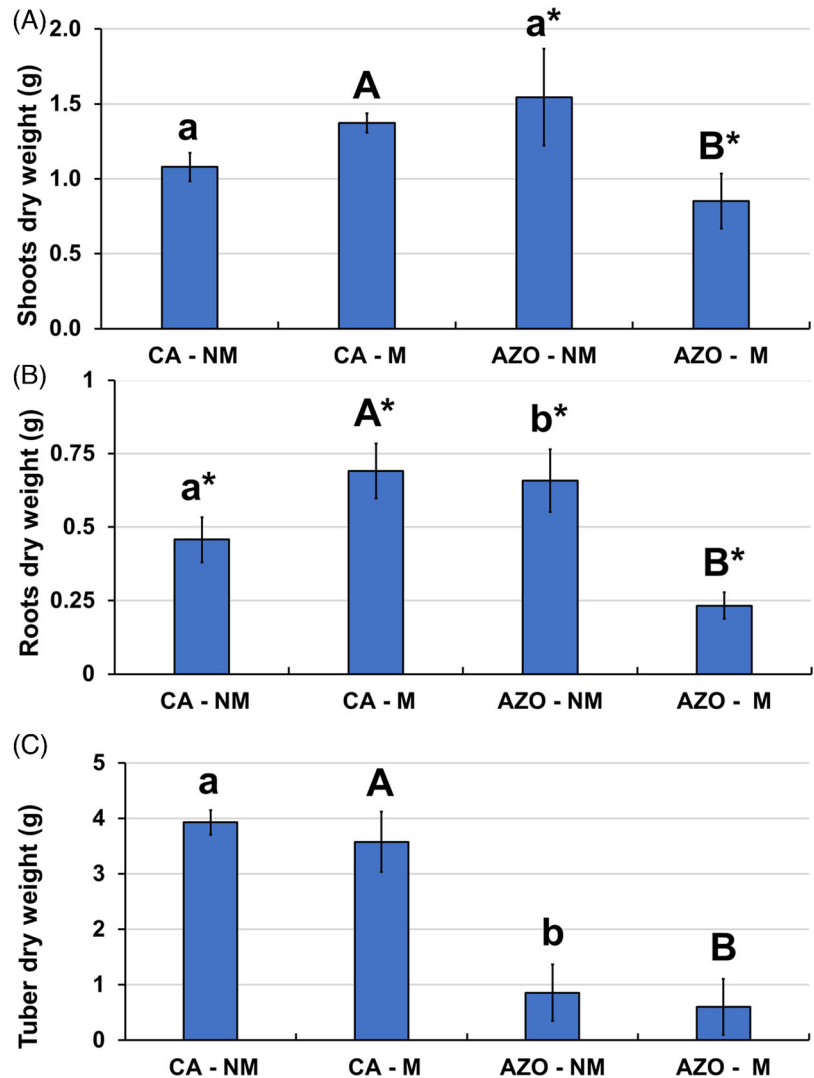 (A)
Shoots dry weight (g)
2.0
1.5
1.0
0.5
0.0
a
A
a*
B*
CA - NM
CA - M
AZO - NM
AZO - M
(B)
Roots dry weight (g)
1
0.75
0.5
0.25
0
a*
A*
b*
B*
CA - NM
CA - M
AZO - NM
AZO - M
(C)
Tuber dry weight (g)
5
4
3
2
1
0
a
A
b
B
CA - NM
CA - M
AZO - NM
AZO - M